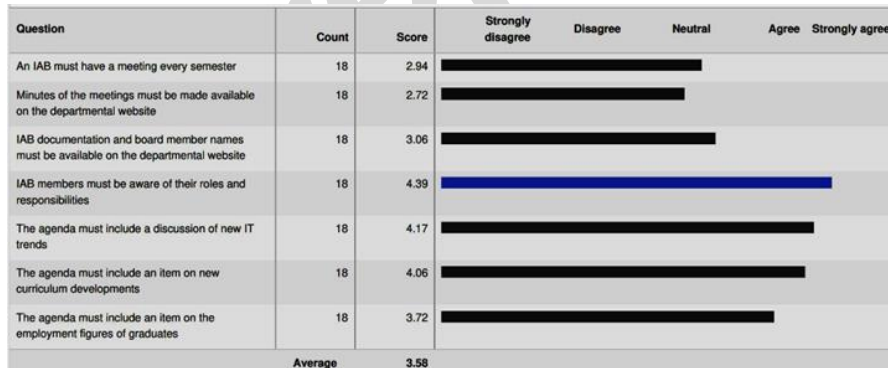 Question Count Score Strongly disagree Disagree Neutral Agree Strongly agree
An IAB must have a meeting every semester 18 2.94
Minutes of the meetings must be made available
on the departmental website 18 2.72
IAB documentation and board member names
must be available on the departmental website 18 3.06
IAB members must be aware of their roles and
responsibilities 18 4.39
The agenda must include a discussion of new IT
trends 18 4.17
The agenda must include an item on new
curriculum developments 18 4.06
The agenda must include an item on the
employment figures of graduates 18 3.72
Average 3.58